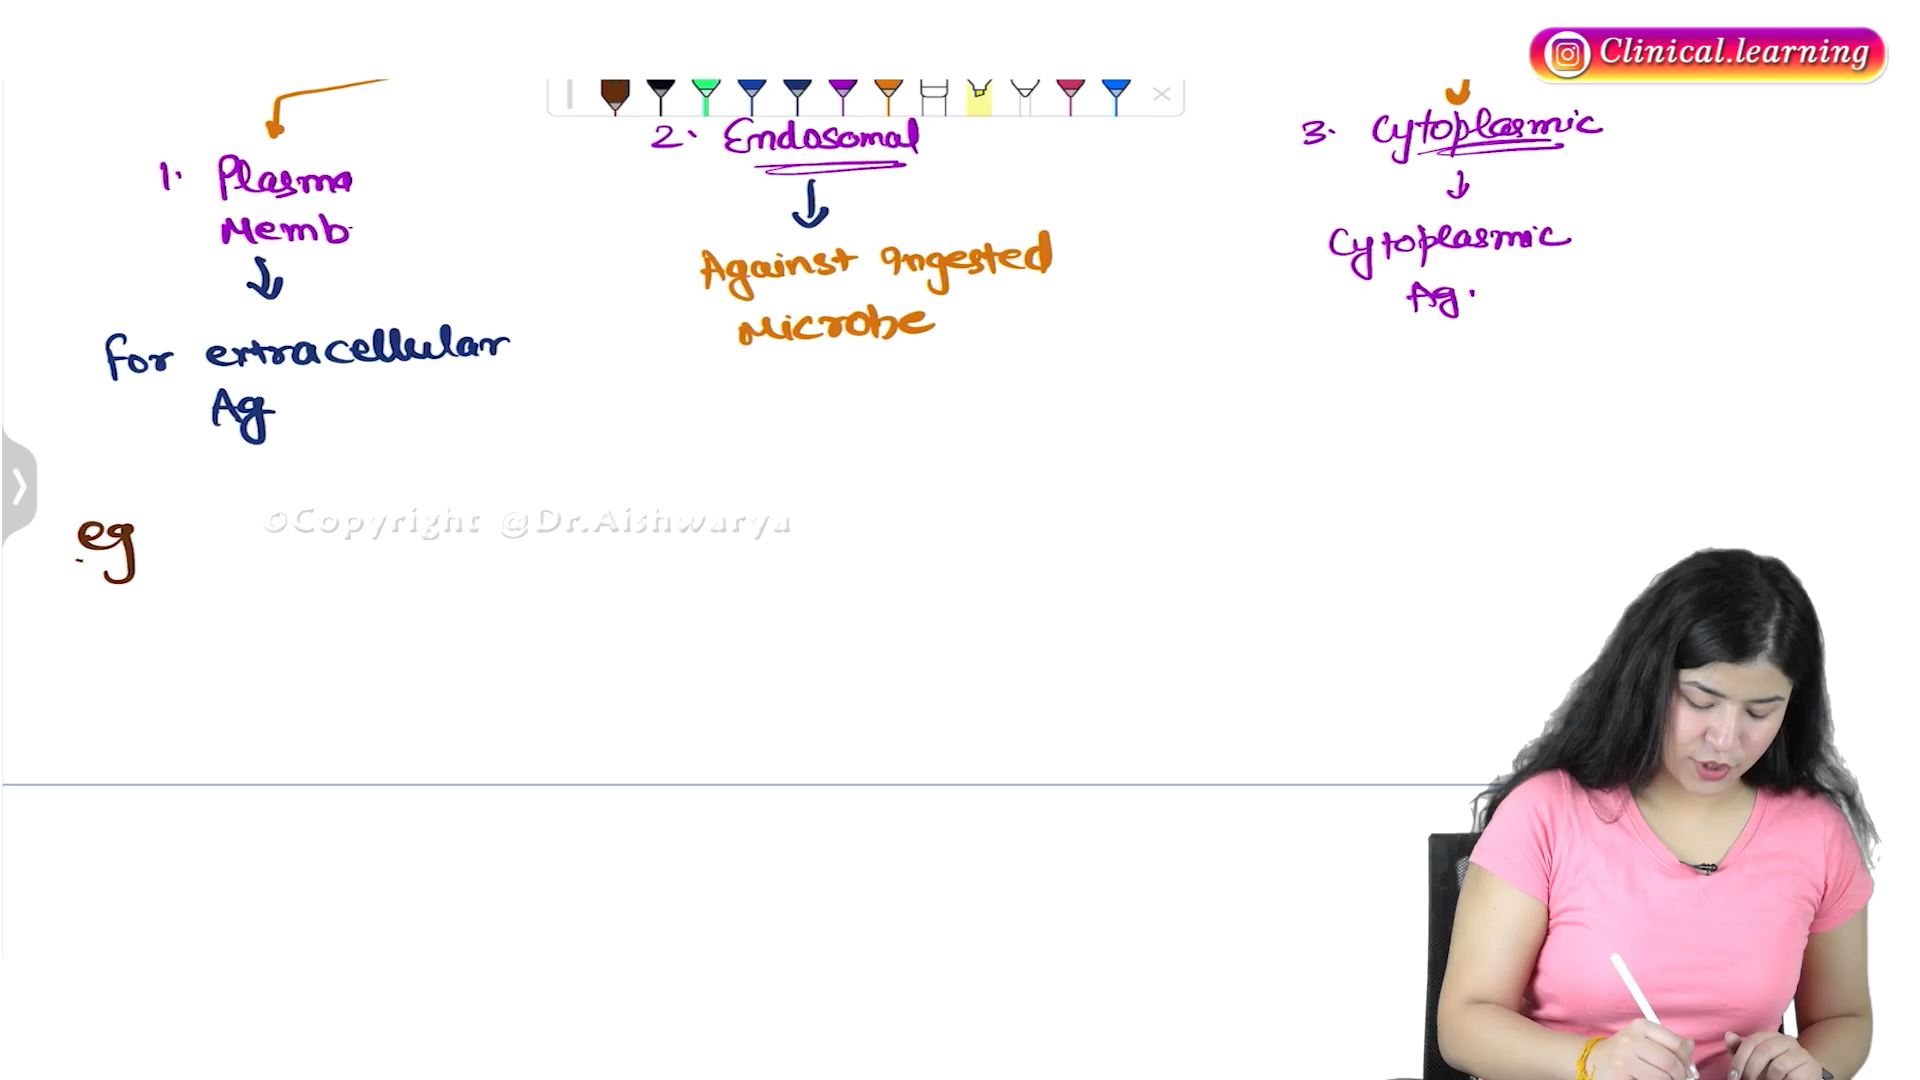 Clinical.learning
1. Plasma
Memb.
For extracellular
Ag
2. Endosomal
Against ingested
Microbe
3. Cytoplasmic
Cytoplasmic
Ag.
eg
©Copyright @Dr.Aishwarya